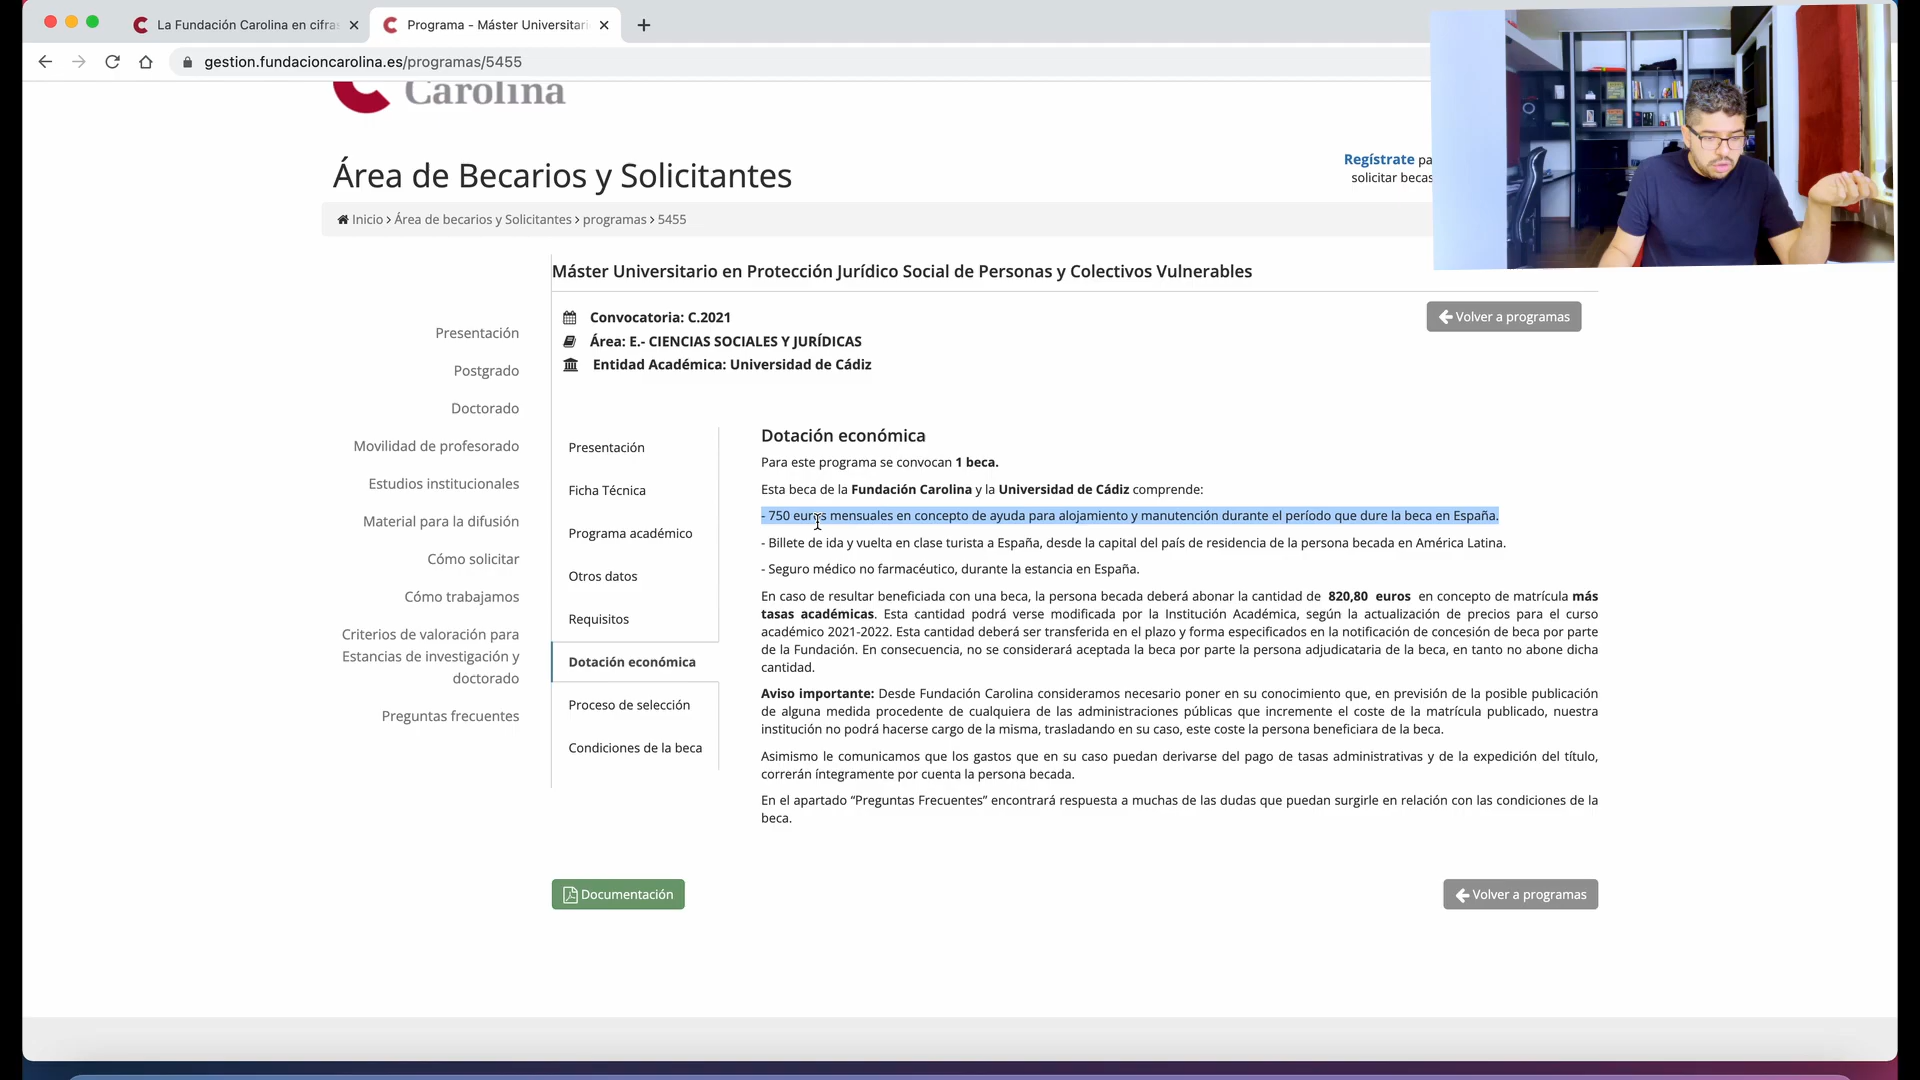 La Fundación Carolina en cifra
Programa - Máster Universitari
gestion.fundacioncarolina.es/programas/5455
Carolina
Área de Becarios y Solicitantes
Regístrate pa
solicitar becas
Inicio › Área de becarios y Solicitantes › programas › 5455
Máster Universitario en Protección Jurídico Social de Personas y Colectivos Vulnerables
Convocatoria: C.2021
Área: E.- CIENCIAS SOCIALES Y JURÍDICAS
Entidad Académica: Universidad de Cádiz
Volver a programas
Presentación
Postgrado
Doctorado
Movilidad de profesorado
Estudios institucionales
Material para la difusión
Cómo solicitar
Cómo trabajamos
Criterios de valoración para
Estancias de investigación y
doctorado
Preguntas frecuentes
Presentación
Ficha Técnica
Programa académico
Otros datos
Requisitos
Dotación económica
Proceso de selección
Condiciones de la beca
Dotación económica
Para este programa se convocan 1 beca.
Esta beca de la Fundación Carolina y la Universidad de Cádiz comprende:
- 750 euros mensuales en concepto de ayuda para alojamiento y manutención durante el período que dure la beca en España.
- Billete de ida y vuelta en clase turista a España, desde la capital del país de residencia de la persona becada en América Latina.
- Seguro médico no farmacéutico, durante la estancia en España.
En caso de resultar beneficiada con una beca, la persona becada deberá abonar la cantidad de 820,80 euros en concepto de matrícula más
tasas académicas. Esta cantidad podrá verse modificada por la Institución Académica, según la actualización de precios para el curso
académico 2021-2022. Esta cantidad deberá ser transferida en el plazo y forma especificados en la notificación de concesión de beca por parte
de la Fundación. En consecuencia, no se considerará aceptada la beca por parte la persona adjudicataria de la beca, en tanto no abone dicha
cantidad.
Aviso importante: Desde Fundación Carolina consideramos necesario poner en su conocimiento que, en previsión de la posible publicación
de alguna medida procedente de cualquiera de las administraciones públicas que incremente el coste de la matrícula publicado, nuestra
institución no podrá hacerse cargo de la misma, trasladando en su caso, este coste la persona beneficiara de la beca.
Asimismo le comunicamos que los gastos que en su caso puedan derivarse del pago de tasas administrativas y de la expedición del título,
correrán íntegramente por cuenta la persona becada.
En el apartado “Preguntas Frecuentes” encontrará respuesta a muchas de las dudas que puedan surgirle en relación con las condiciones de la
beca.
Documentación
Volver a programas